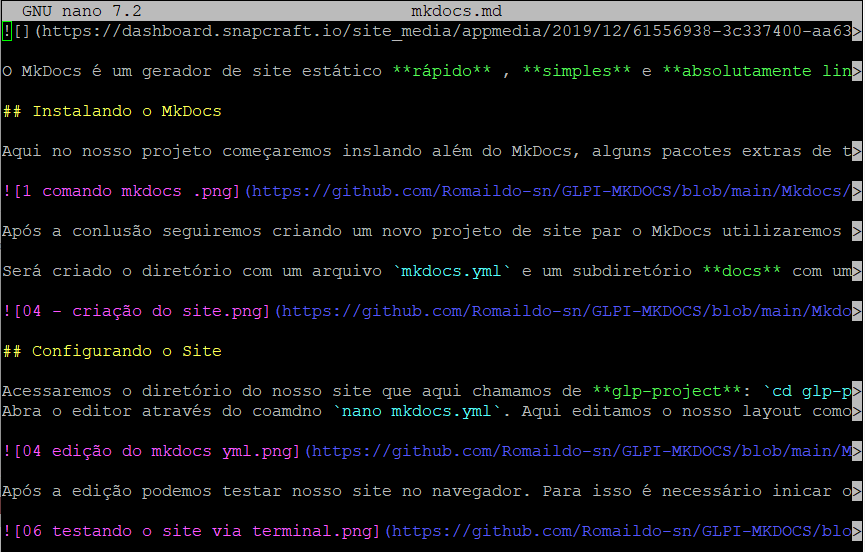 GNU nano 7.2 mkdocs.md
![](https://dashboard.snapcraft.io/site_media/appmedia/2019/12/61556938-3c337400-aa63>
O MkDocs é um gerador de site estático **rápido** , **simples** e **absolutamente lin>
## Instalando o MkDocs
Aqui no nosso projeto começaremos inslando além do MkDocs, alguns pacotes extras de t>
![1 comando mkdocs .png](https://github.com/Romaildo-sn/GLPI-MKDOCS/blob/main/Mkdocs/>
Após a conlusão seguiremos criando um novo projeto de site par o MkDocs utilizaremos >
Será criado o diretório com um arquivo `mkdocs.yml` e um subdiretório **docs** com um>
![04 - criação do site.png](https://github.com/Romaildo-sn/GLPI-MKDOCS/blob/main/Mkdo>
## Configurando o Site
Acessaremos o diretório do nosso site que aqui chamamos de **glp-project**: `cd glp-p>
Abra o editor através do coamdno `nano mkdocs.yml`. Aqui editamos o nosso layout como>
![04 edição do mkdocs yml.png](https://github.com/Romaildo-sn/GLPI-MKDOCS/blob/main/M>
Após a edição podemos testar nosso site no navegador. Para isso é necessário inicar o>
![06 testando o site via terminal.png](https://github.com/Romaildo-sn/GLPI-MKDOCS/blo>